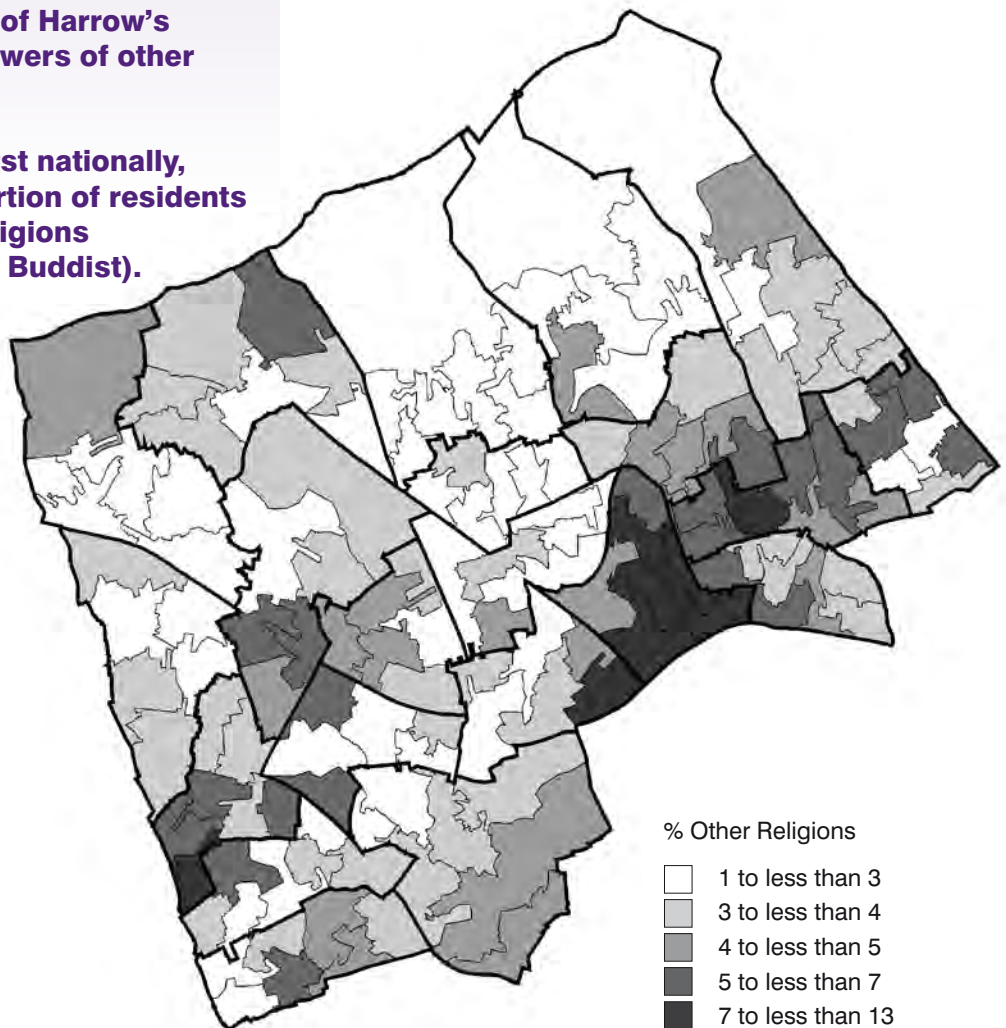 of Harrow's
wers of other
st nationally,
rtion of residents
igions
Buddist).
% Other Religions
1 to less than 3
3 to less than 4
4 to less than 5
5 to less than 7
7 to less than 13